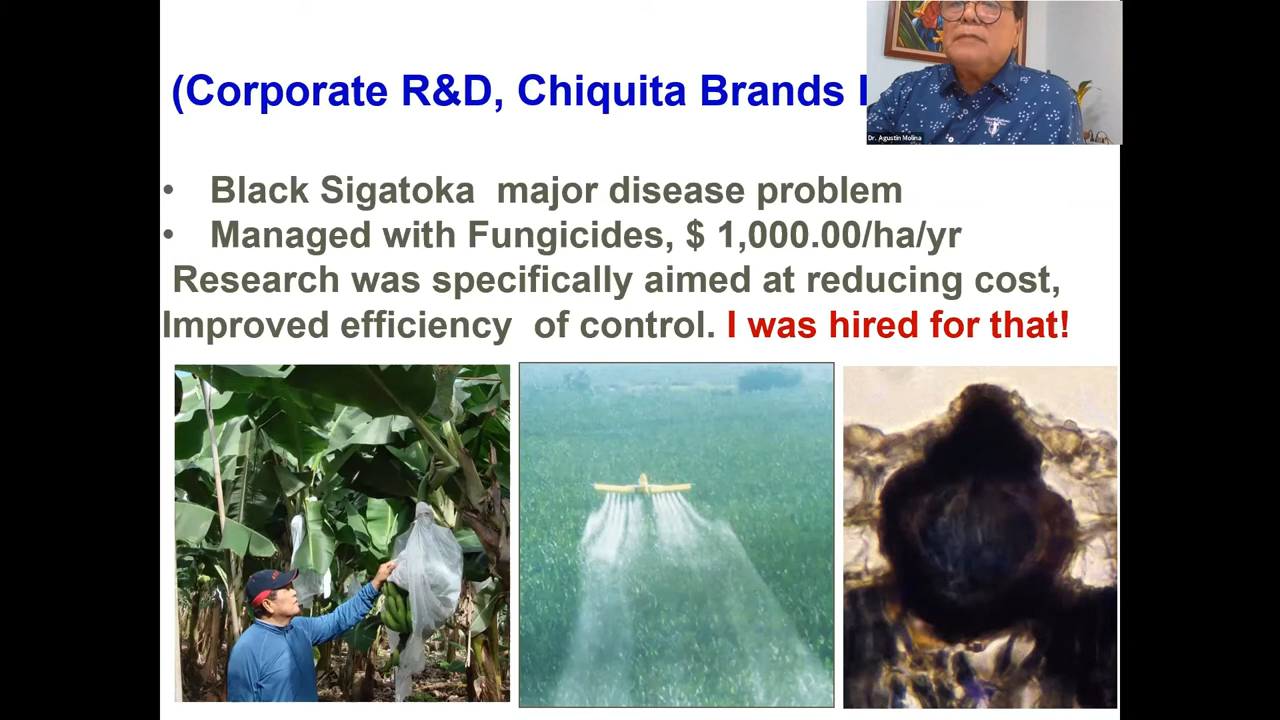 (Corporate R&D, Chiquita Brands
Dr. Agustin Molina
• Black Sigatoka major disease problem
• Managed with Fungicides, $ 1,000.00/ha/yr
Research was specifically aimed at reducing cost,
Improved efficiency of control. I was hired for that!